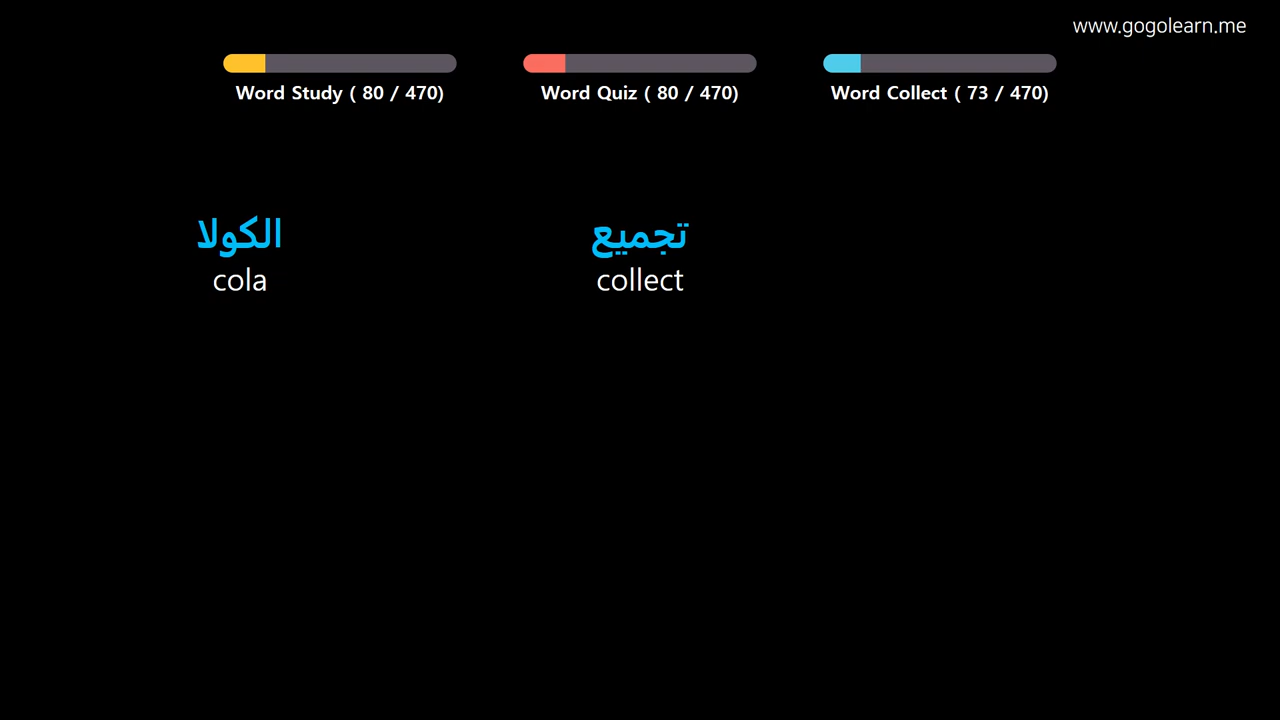 www.gogolearn.me
Word Study ( 80 / 470)
Word Quiz ( 80 / 470)
Word Collect ( 73 / 470)
الكولا
cola
تجميع
collect